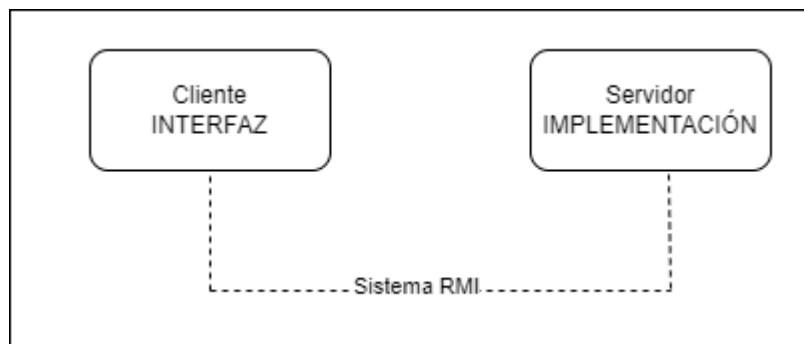 Cliente
INTERFAZ
Servidor
IMPLEMENTACIÓN
Sistema RMI